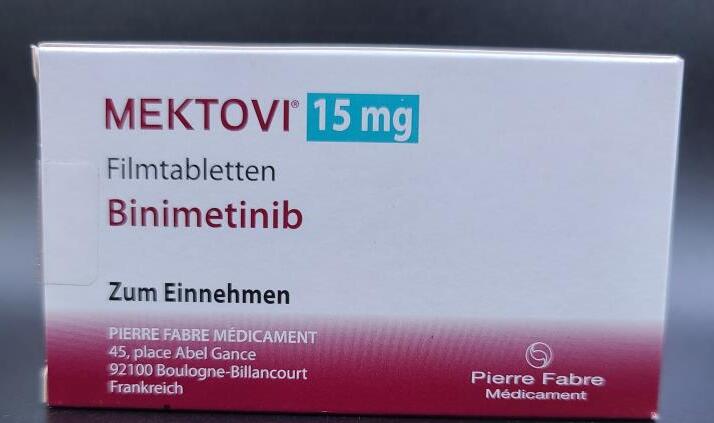 MEKTOVI® 15 mg
Filmtabletten
Binimetinib
Zum Einnehmen
PIERRE FABRE MÉDICAMENT
45, place Abel Gance
92100 Boulogne-Billancourt
Frankreich
Pierre Fabre
Médicament